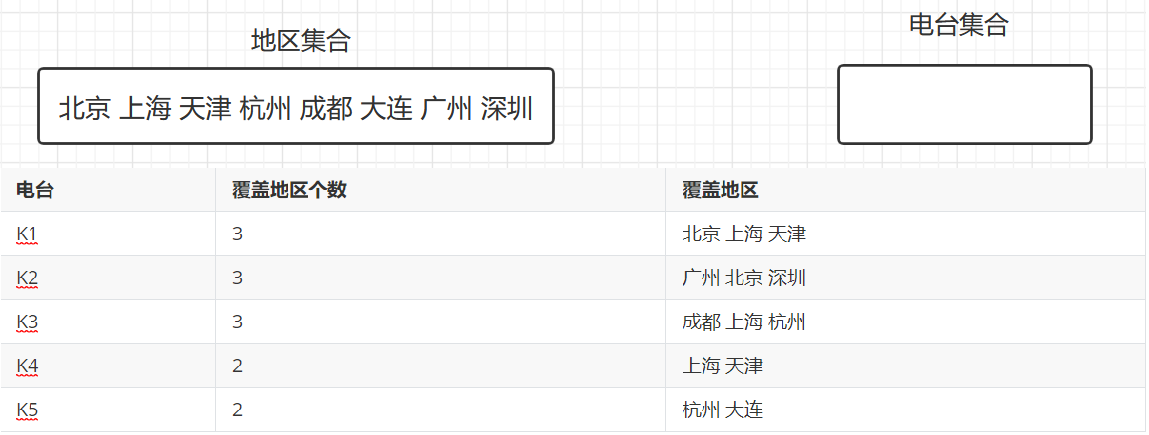 地区集合
电台集合
北京 上海 天津 杭州 成都 大连 广州 深圳
电台 覆盖地区个数 覆盖地区
K1 3 北京 上海 天津
K2 3 广州 北京 深圳
K3 3 成都 上海 杭州
K4 2 上海 天津
K5 2 杭州 大连